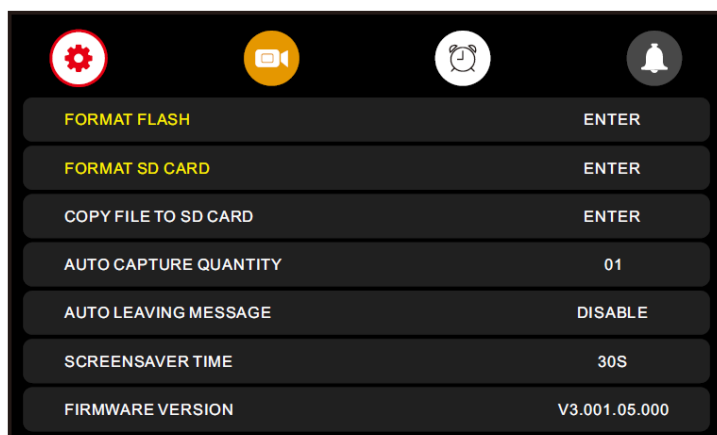 FORMAT FLASH ENTER
FORMAT SD CARD ENTER
COPY FILE TO SD CARD ENTER
AUTO CAPTURE QUANTITY 01
AUTO LEAVING MESSAGE DISABLE
SCREENSAVER TIME 30S
FIRMWARE VERSION V3.001.05.000